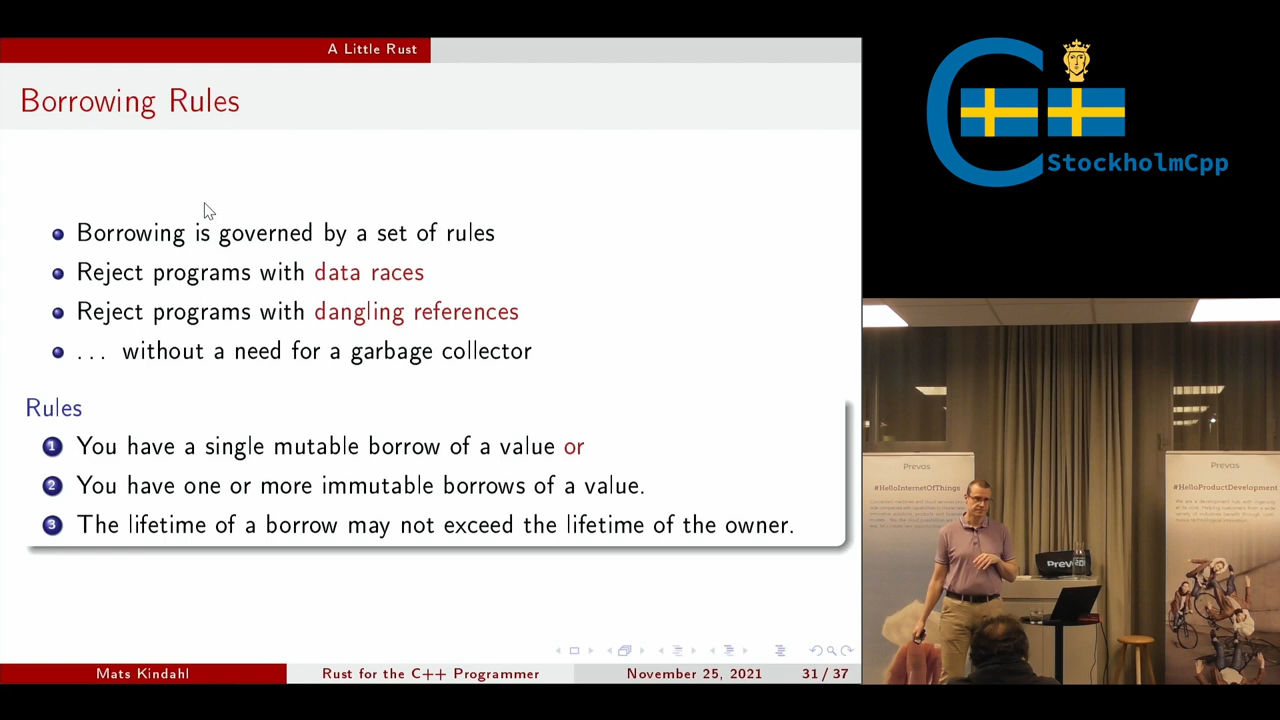 A Little Rust
Borrowing Rules
Borrowing is governed by a set of rules
Reject programs with data races
Reject programs with dangling references
... without a need for a garbage collector
Rules
1 You have a single mutable borrow of a value or
2 You have one or more immutable borrows of a value.
3 The lifetime of a borrow may not exceed the lifetime of the owner.
Mats Kindahl
Rust for the C++ Programmer
November 25, 2021
31 / 37
C
StockholmCpp
Prevas
#HelloInternetOfThings
Prevas
#HelloProductDevelopment